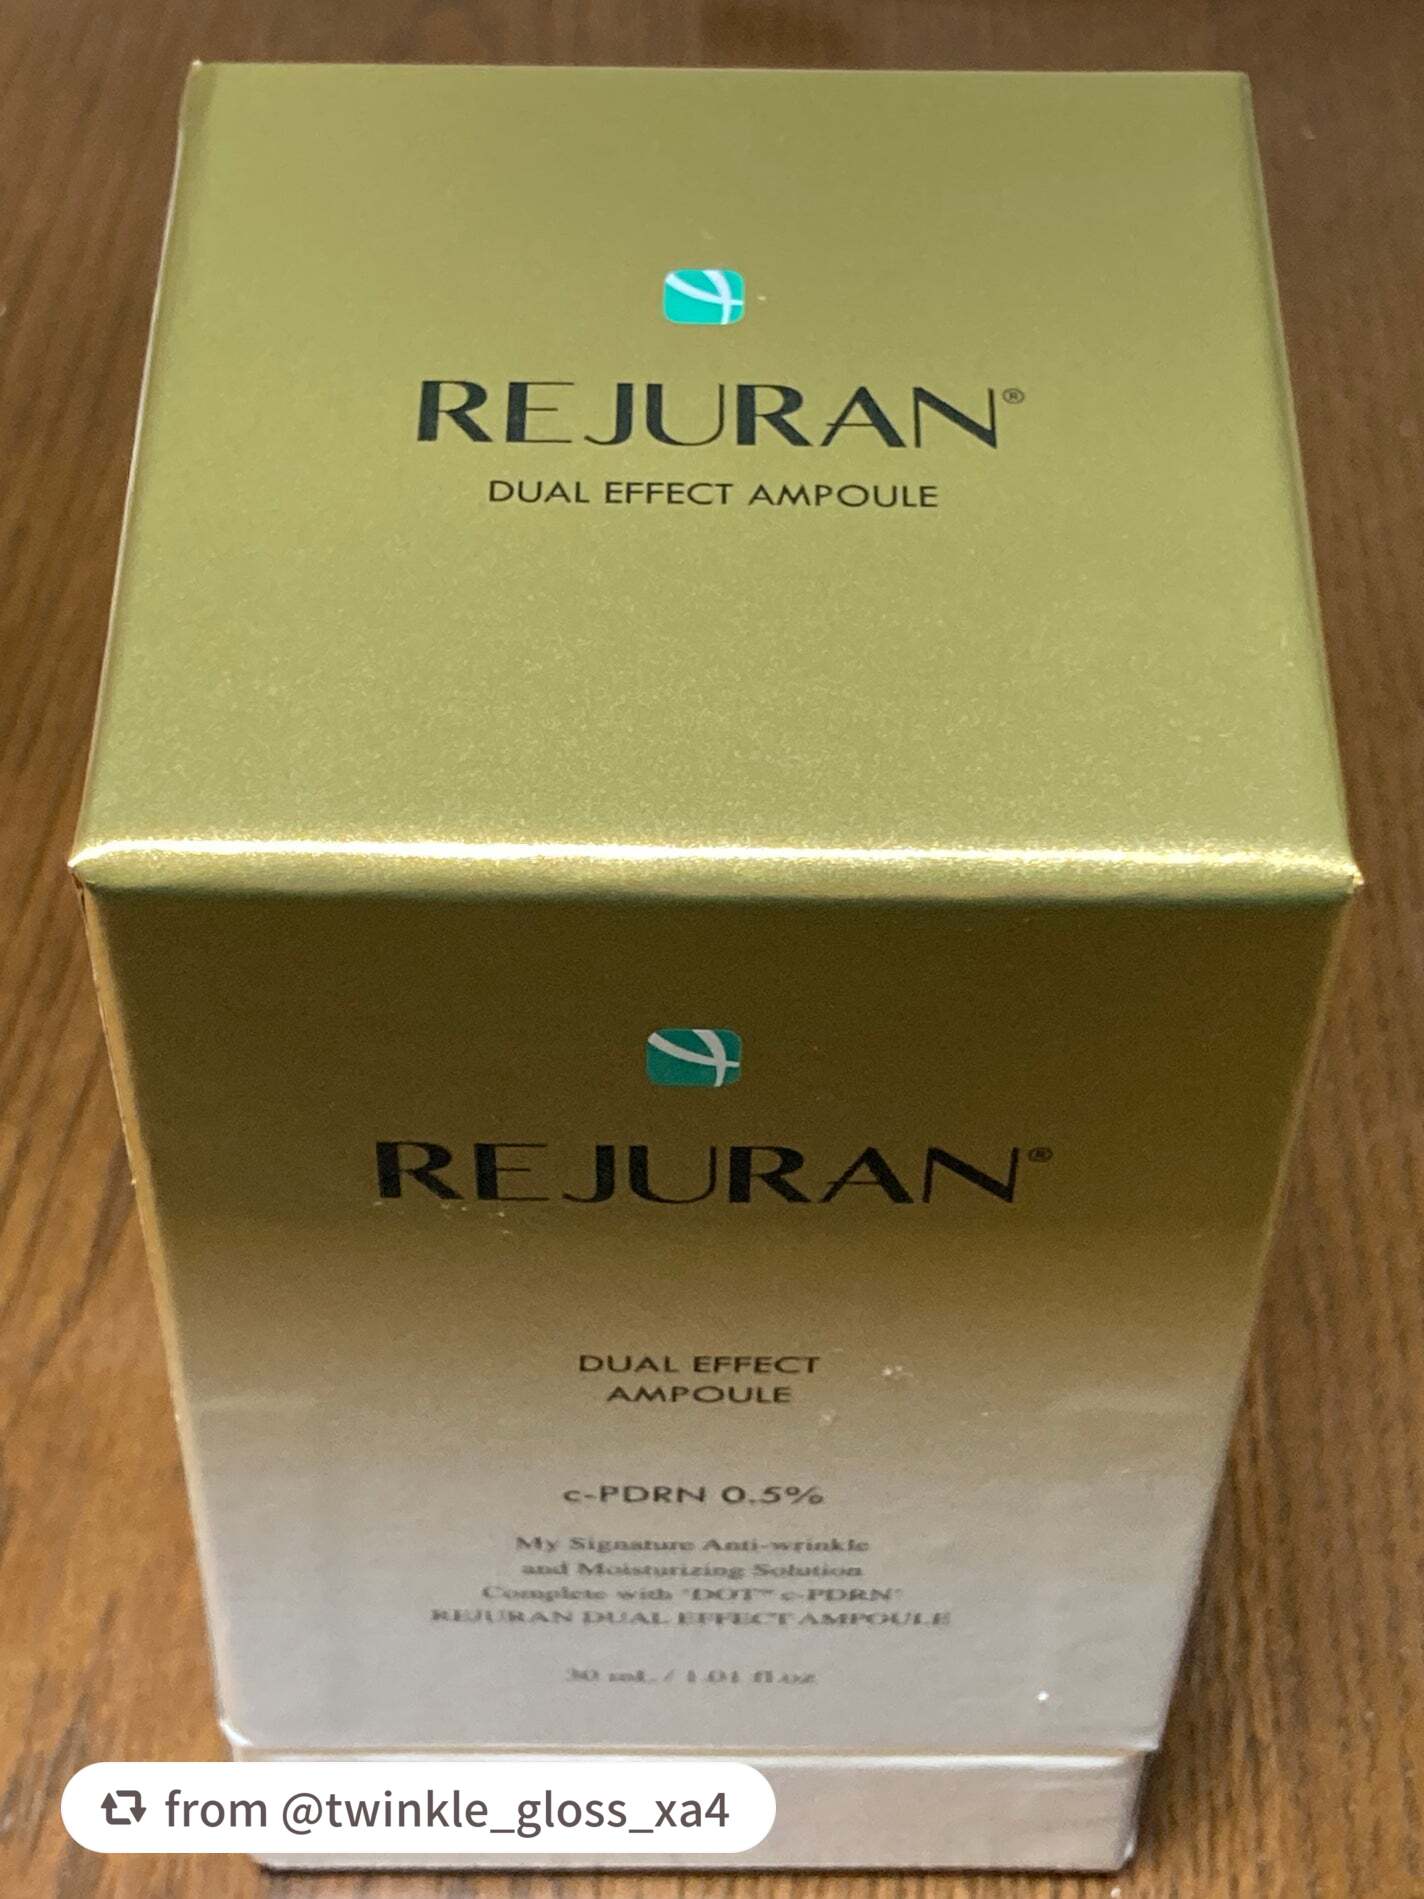 REJURAN®
DUAL EFFECT AMPOULE
REJURAN®
DUAL EFFECT
AMPOULE
c-PDRN 0.5%
My Signature Anti-wrinkle
and Moisturizing Solution
Complete with "DOT™ c-PDRN"
REJURAN DUAL EFFECT AMPOULE
30 mL / 1.01 fl oz
from @twinkle_gloss_xa4